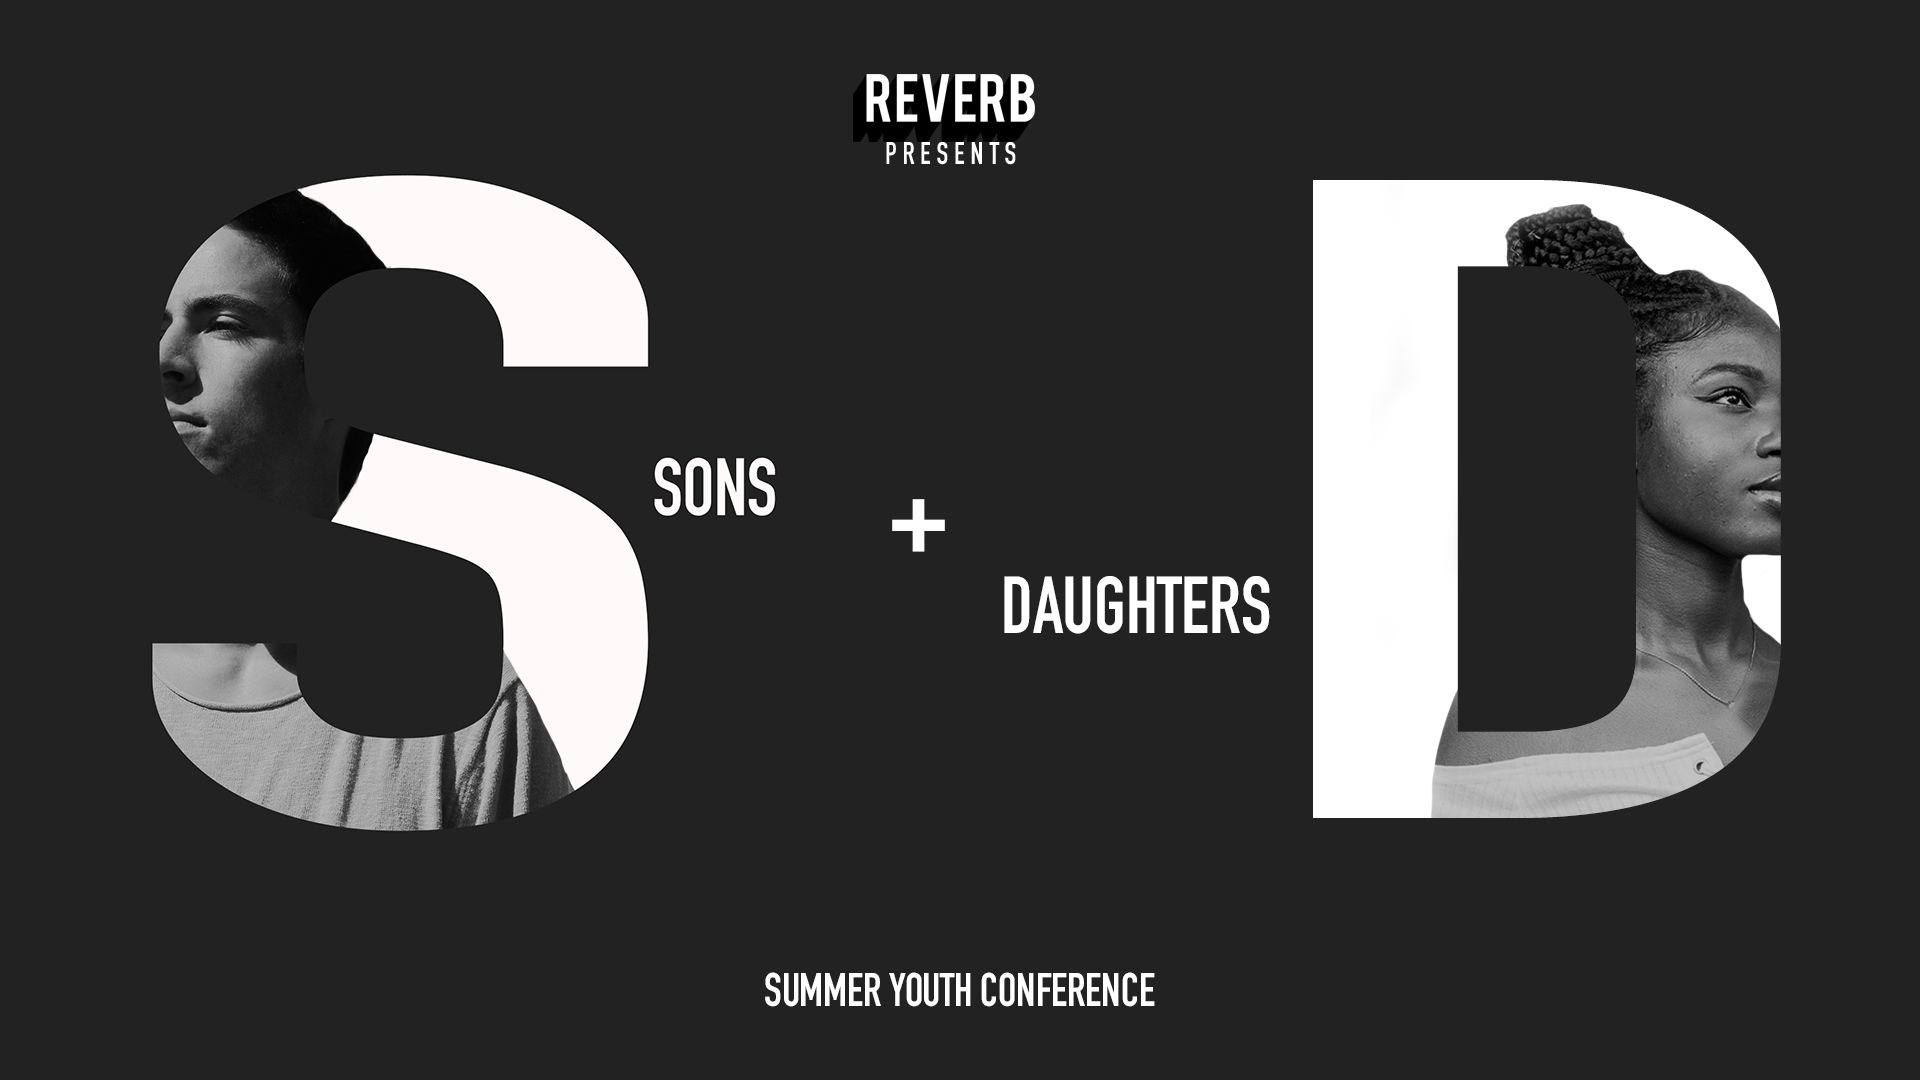 REVERB
PRESENTS
S
SONS
+
DAUGHTERS
D
SUMMER YOUTH CONFERENCE